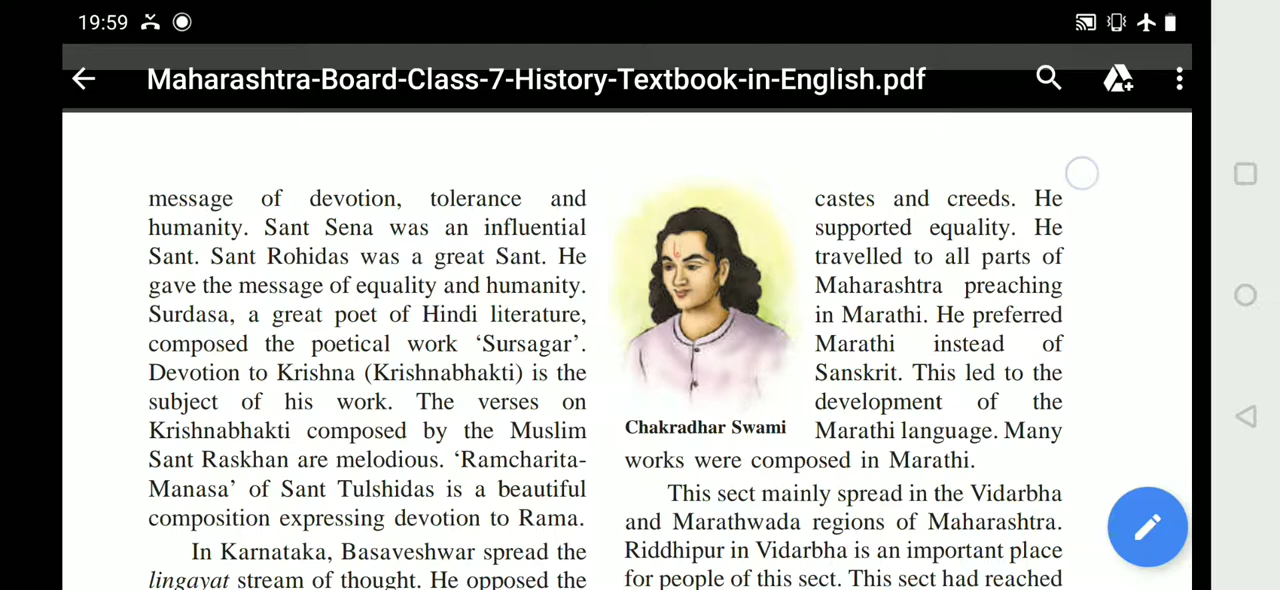 19:59
Maharashtra-Board-Class-7-History-Textbook-in-English.pdf
message of devotion, tolerance and
humanity. Sant Sena was an influential
Sant. Sant Rohidas was a great Sant. He
gave the message of equality and humanity.
Surdasa, a great poet of Hindi literature,
composed the poetical work ‘Sursagar’.
Devotion to Krishna (Krishnabhakti) is the
subject of his work. The verses on
Krishnabhakti composed by the Muslim
Sant Raskhan are melodious. ‘Ramcharita-
Manasa’ of Sant Tulshidas is a beautiful
composition expressing devotion to Rama.
In Karnataka, Basaveshwar spread the
lingayat stream of thought. He opposed the
Chakradhar Swami
castes and creeds. He
supported equality. He
travelled to all parts of
Maharashtra preaching
in Marathi. He preferred
Marathi instead of
Sanskrit. This led to the
development of the
Marathi language. Many
works were composed in Marathi.
This sect mainly spread in the Vidarbha
and Marathwada regions of Maharashtra.
Riddhipur in Vidarbha is an important place
for people of this sect. This sect had reached